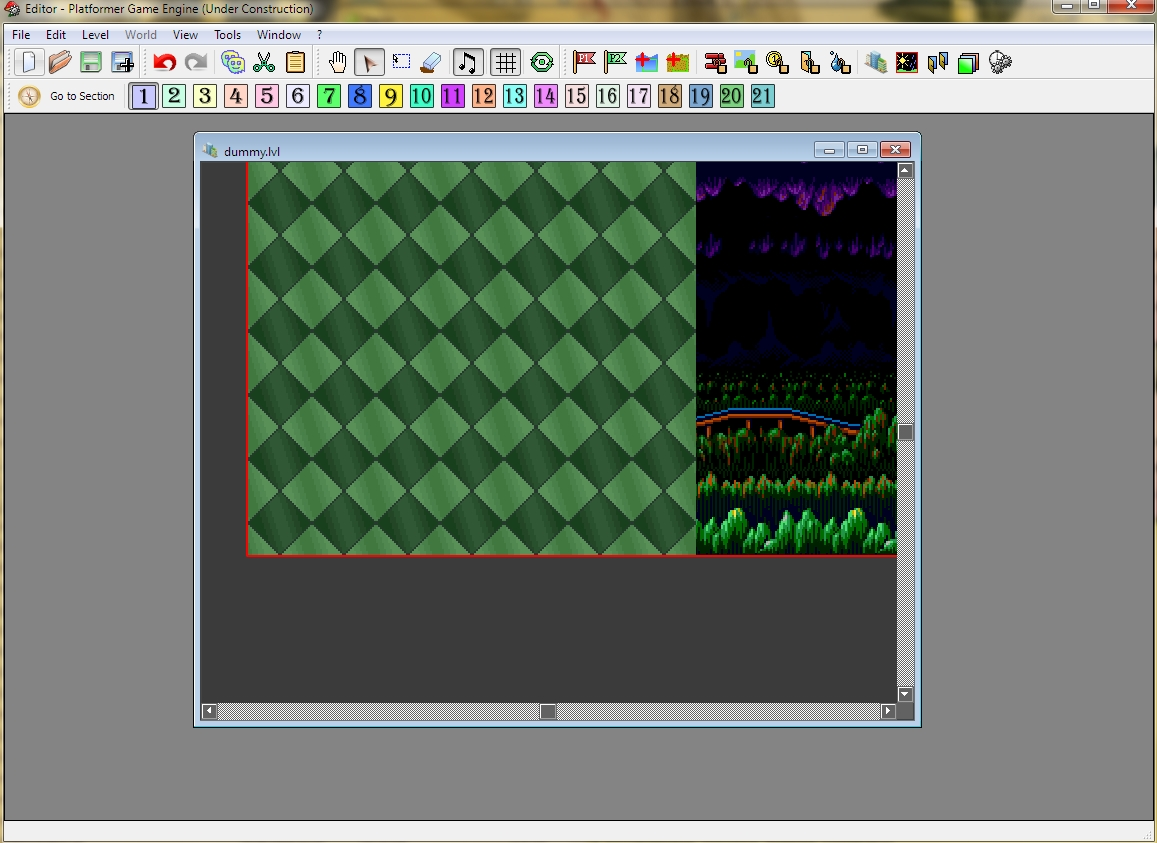 Editor - Platformer Game Engine (Under Construction)
File Edit Level World View Tools Window ?
P1 P2
Go to Section 1 2 3 4 5 6 7 8 9 10 11 12 13 14 15 16 17 18 19 20 21
dummy.lvl